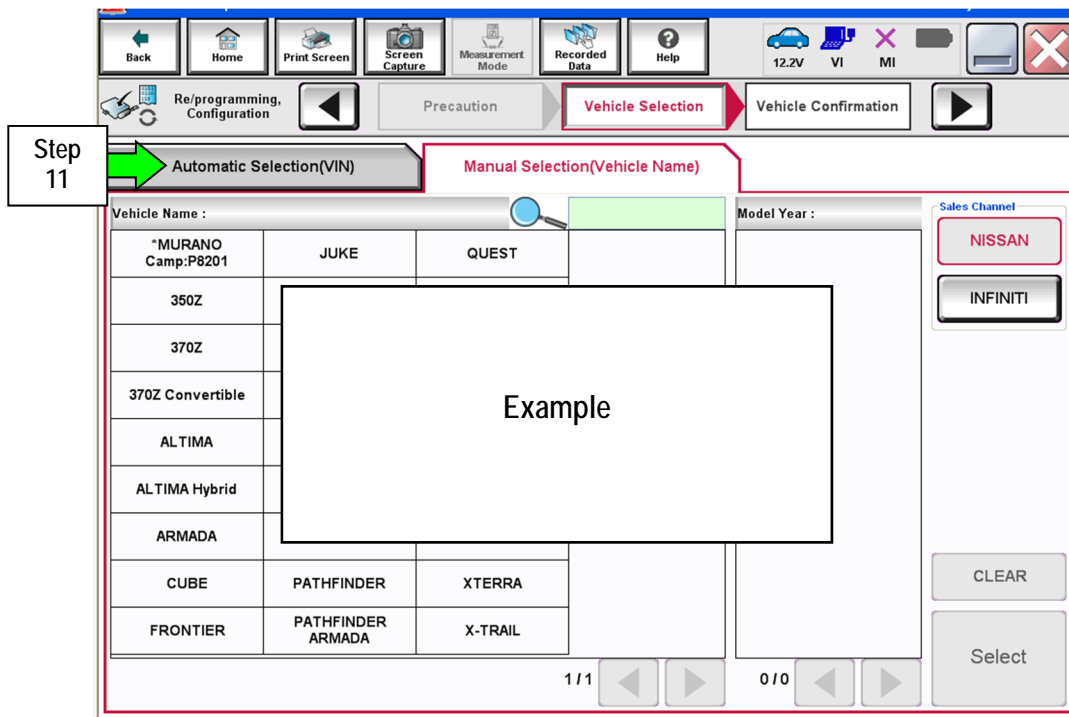 Back
Home
Print Screen
Screen
Capture
Measurement
Mode
Recorded
Data
Help
12.2V
VI
MI
Re/programming,
Configuration
Precaution
Vehicle Selection
Vehicle Confirmation
Step
11
Automatic Selection(VIN)
Manual Selection(Vehicle Name)
Vehicle Name :
Model Year :
Sales Channel
*MURANO
Camp:P8201
JUKE
QUEST
NISSAN
350Z
INFINITI
370Z
370Z Convertible
Example
ALTIMA
ALTIMA Hybrid
ARMADA
CUBE
PATHFINDER
XTERRA
CLEAR
FRONTIER
PATHFINDER
ARMADA
X-TRAIL
Select
1/1
0/0